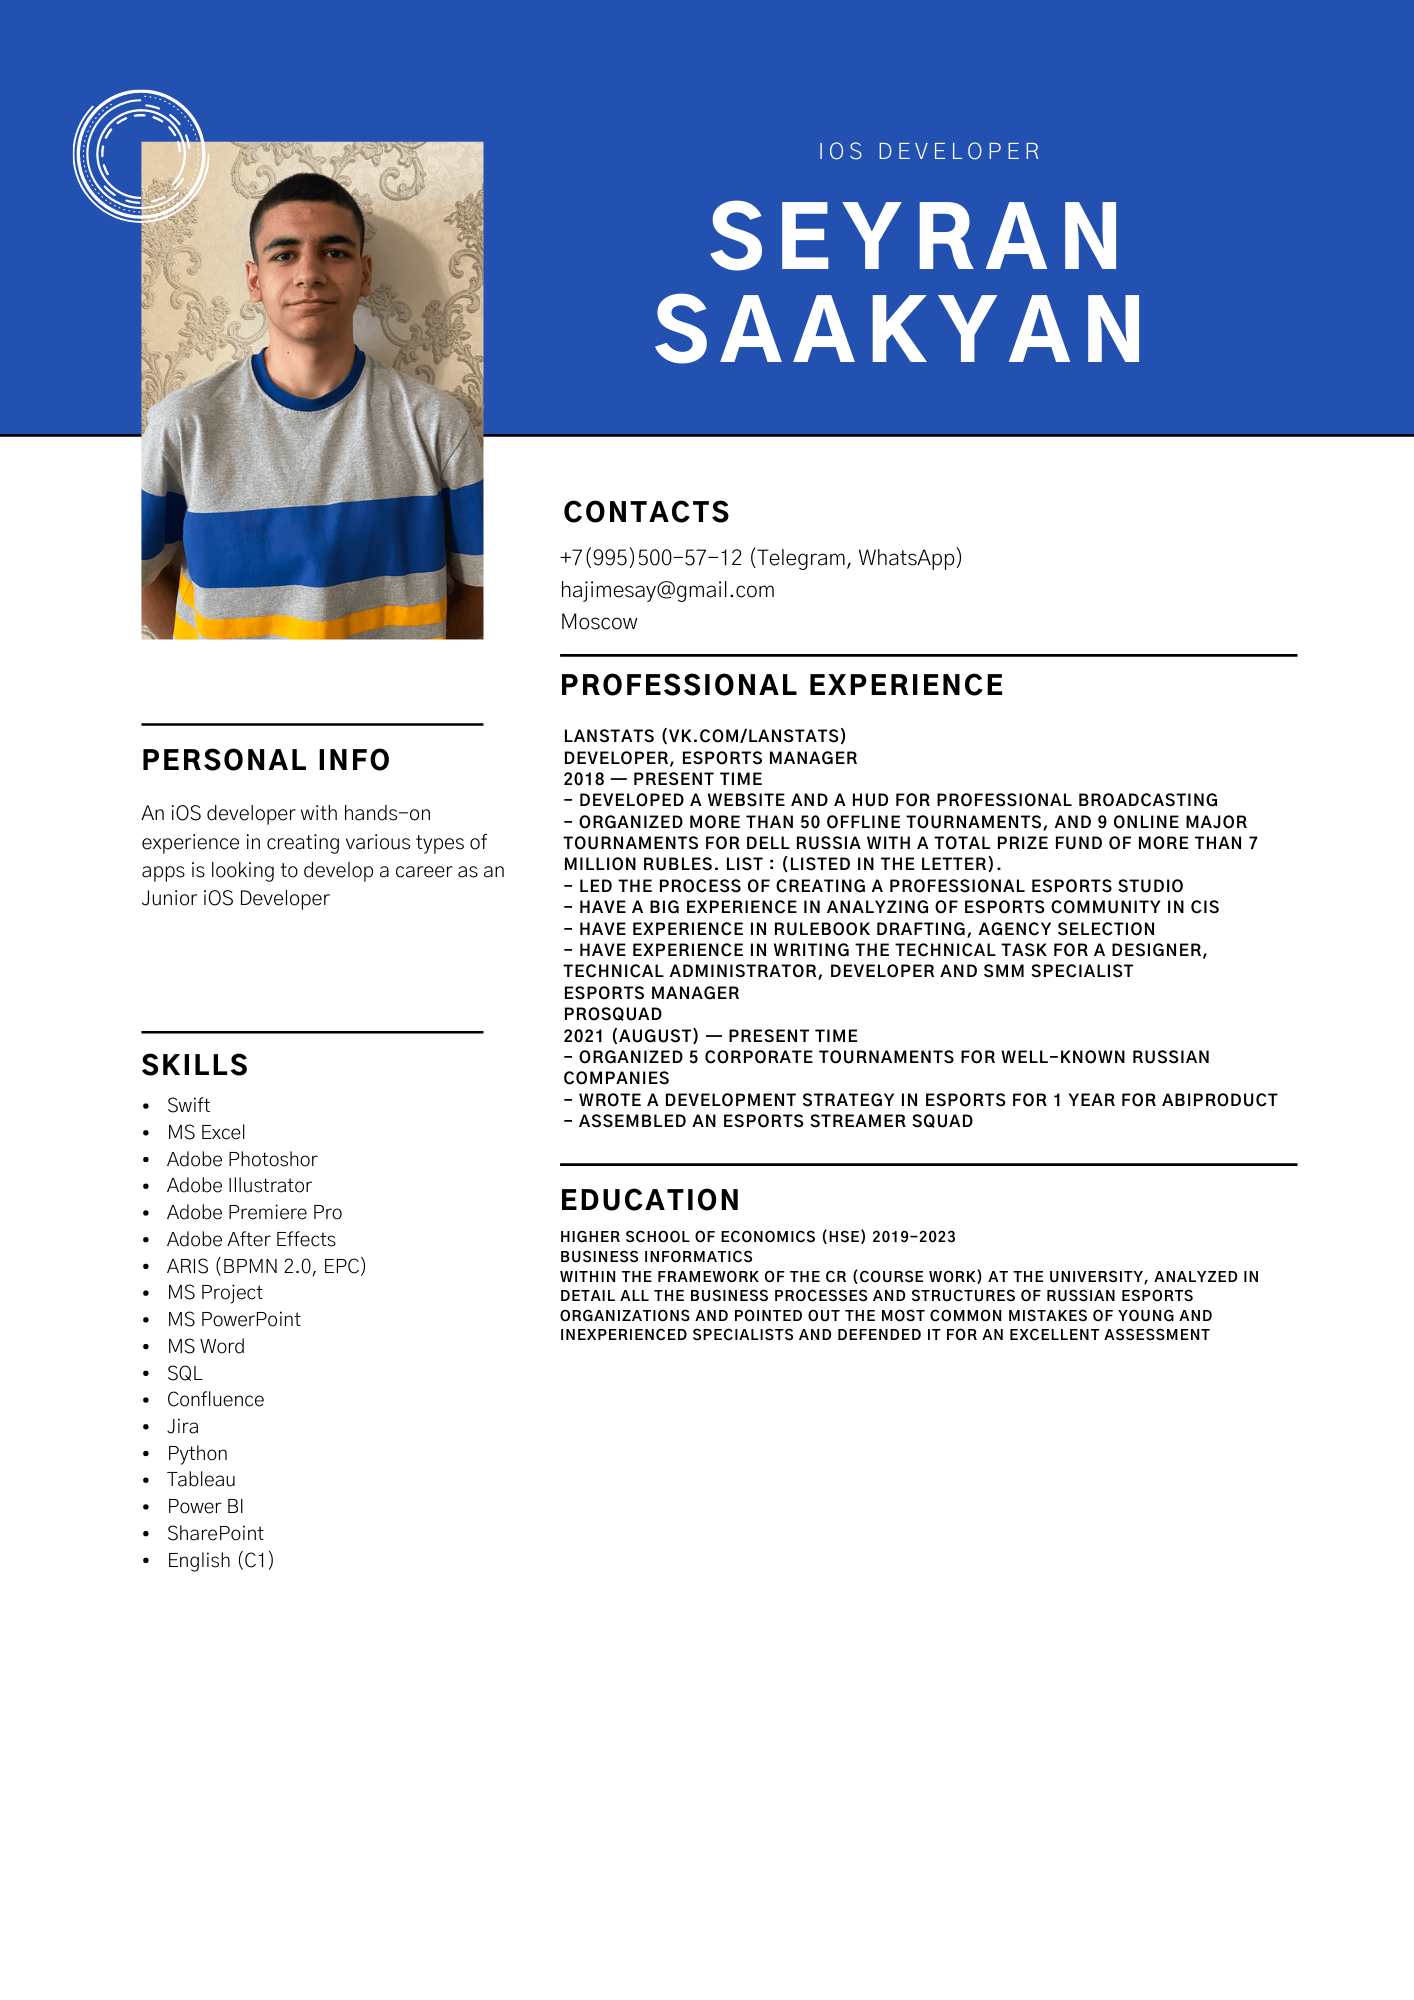 IOS DEVELOPER
SEYRAN
SAAKYAN
CONTACTS
+7(995)500-57-12 (Telegram, WhatsApp)
hajimesay@gmail.com
Moscow
PROFESSIONAL EXPERIENCE
LANSTATS (VK.COM/LANSTATS)
DEVELOPER, ESPORTS MANAGER
2018 — PRESENT TIME
- DEVELOPED A WEBSITE AND A HUD FOR PROFESSIONAL BROADCASTING
- ORGANIZED MORE THAN 50 OFFLINE TOURNAMENTS, AND 9 ONLINE MAJOR
TOURNAMENTS FOR DELL RUSSIA WITH A TOTAL PRIZE FUND OF MORE THAN 7
MILLION RUBLES. LIST : (LISTED IN THE LETTER).
- LED THE PROCESS OF CREATING A PROFESSIONAL ESPORTS STUDIO
- HAVE A BIG EXPERIENCE IN ANALYZING OF ESPORTS COMMUNITY IN CIS
- HAVE EXPERIENCE IN RULEBOOK DRAFTING, AGENCY SELECTION
- HAVE EXPERIENCE IN WRITING THE TECHNICAL TASK FOR A DESIGNER,
TECHNICAL ADMINISTRATOR, DEVELOPER AND SMM SPECIALIST
ESPORTS MANAGER
PROSQUAD
2021 (AUGUST) — PRESENT TIME
- ORGANIZED 5 CORPORATE TOURNAMENTS FOR WELL-KNOWN RUSSIAN
COMPANIES
- WROTE A DEVELOPMENT STRATEGY IN ESPORTS FOR 1 YEAR FOR ABIPRODUCT
- ASSEMBLED AN ESPORTS STREAMER SQUAD
EDUCATION
HIGHER SCHOOL OF ECONOMICS (HSE) 2019-2023
BUSINESS INFORMATICS
WITHIN THE FRAMEWORK OF THE CR (COURSE WORK) AT THE UNIVERSITY, ANALYZED IN
DETAIL ALL THE BUSINESS PROCESSES AND STRUCTURES OF RUSSIAN ESPORTS
ORGANIZATIONS AND POINTED OUT THE MOST COMMON MISTAKES OF YOUNG AND
INEXPERIENCED SPECIALISTS AND DEFENDED IT FOR AN EXCELLENT ASSESSMENT
PERSONAL INFO
An iOS developer with hands-on
experience in creating various types of
apps is looking to develop a career as an
Junior iOS Developer
SKILLS
• Swift
• MS Excel
• Adobe Photoshor
• Adobe Illustrator
• Adobe Premiere Pro
• Adobe After Effects
• ARIS (BPMN 2.0, EPC)
• MS Project
• MS PowerPoint
• MS Word
• SQL
• Confluence
• Jira
• Python
• Tableau
• Power BI
• SharePoint
• English (C1)